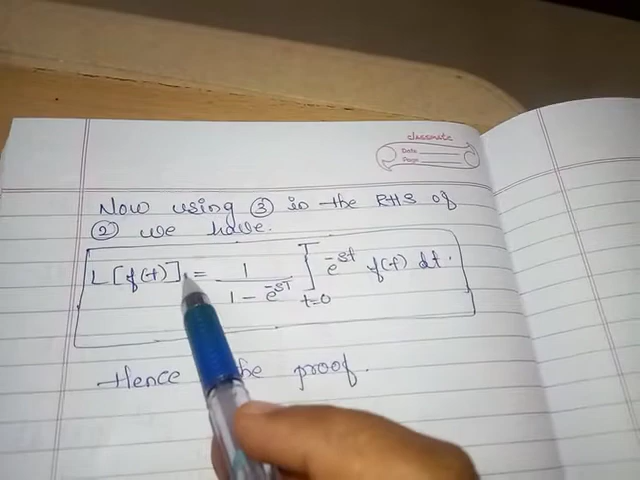 classmate
Date
Page
Now using ③ in the RHS of
② we have.
L[f(t)] = 1/(1 - e^-ST) ∫_{t=0}^{T} e^-st f(t) dt.
Hence the proof.